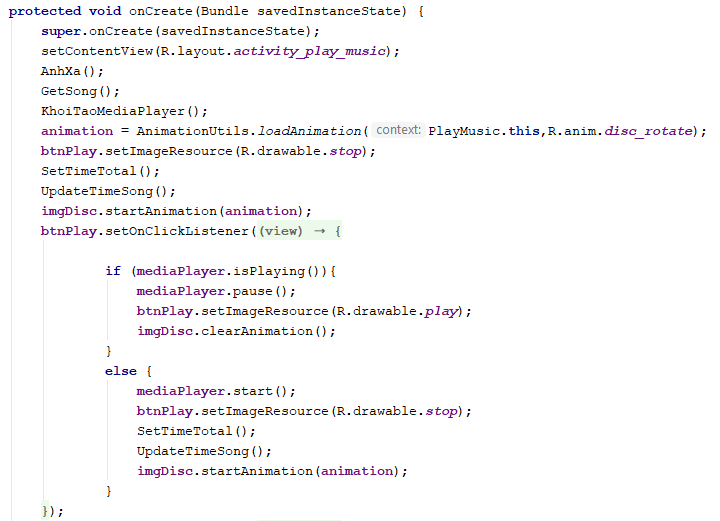 protected void onCreate(Bundle savedInstanceState) {
super.onCreate(savedInstanceState);
setContentView(R.layout.activity_play_music);
AnhXa();
GetSong();
KhoiTaoMediaPlayer();
animation = AnimationUtils.loadAnimation( context: PlayMusic.this,R.anim.disc_rotate);
btnPlay.setImageResource(R.drawable.stop);
SetTimeTotal();
UpdateTimeSong();
imgDisc.startAnimation(animation);
btnPlay.setOnClickListener((view) → {
if (mediaPlayer.isPlaying()){
mediaPlayer.pause();
btnPlay.setImageResource(R.drawable.play);
imgDisc.clearAnimation();
}
else {
mediaPlayer.start();
btnPlay.setImageResource(R.drawable.stop);
SetTimeTotal();
UpdateTimeSong();
imgDisc.startAnimation(animation);
}
});